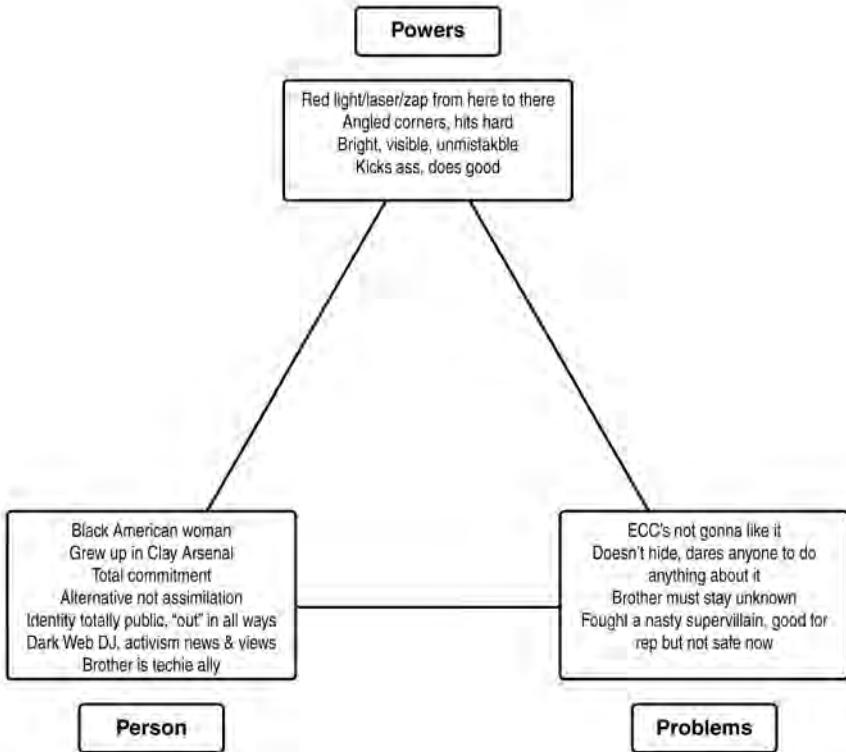 Powers
Red light/laser/zap from here to there
Angled corners, hits hard
Bright, visible, unmistakble
Kicks ass, does good
Black American woman
Grew up in Clay Arsenal
Total commitment
Alternative not assimilation
Identity totally public, “out” in all ways
Dark Web DJ, activism news & views
Brother is techie ally
Person
ECC's not gonna like it
Doesn't hide, dares anyone to do
anything about it
Brother must stay unknown
Fought a nasty supervillain, good for
rep but not safe now
Problems